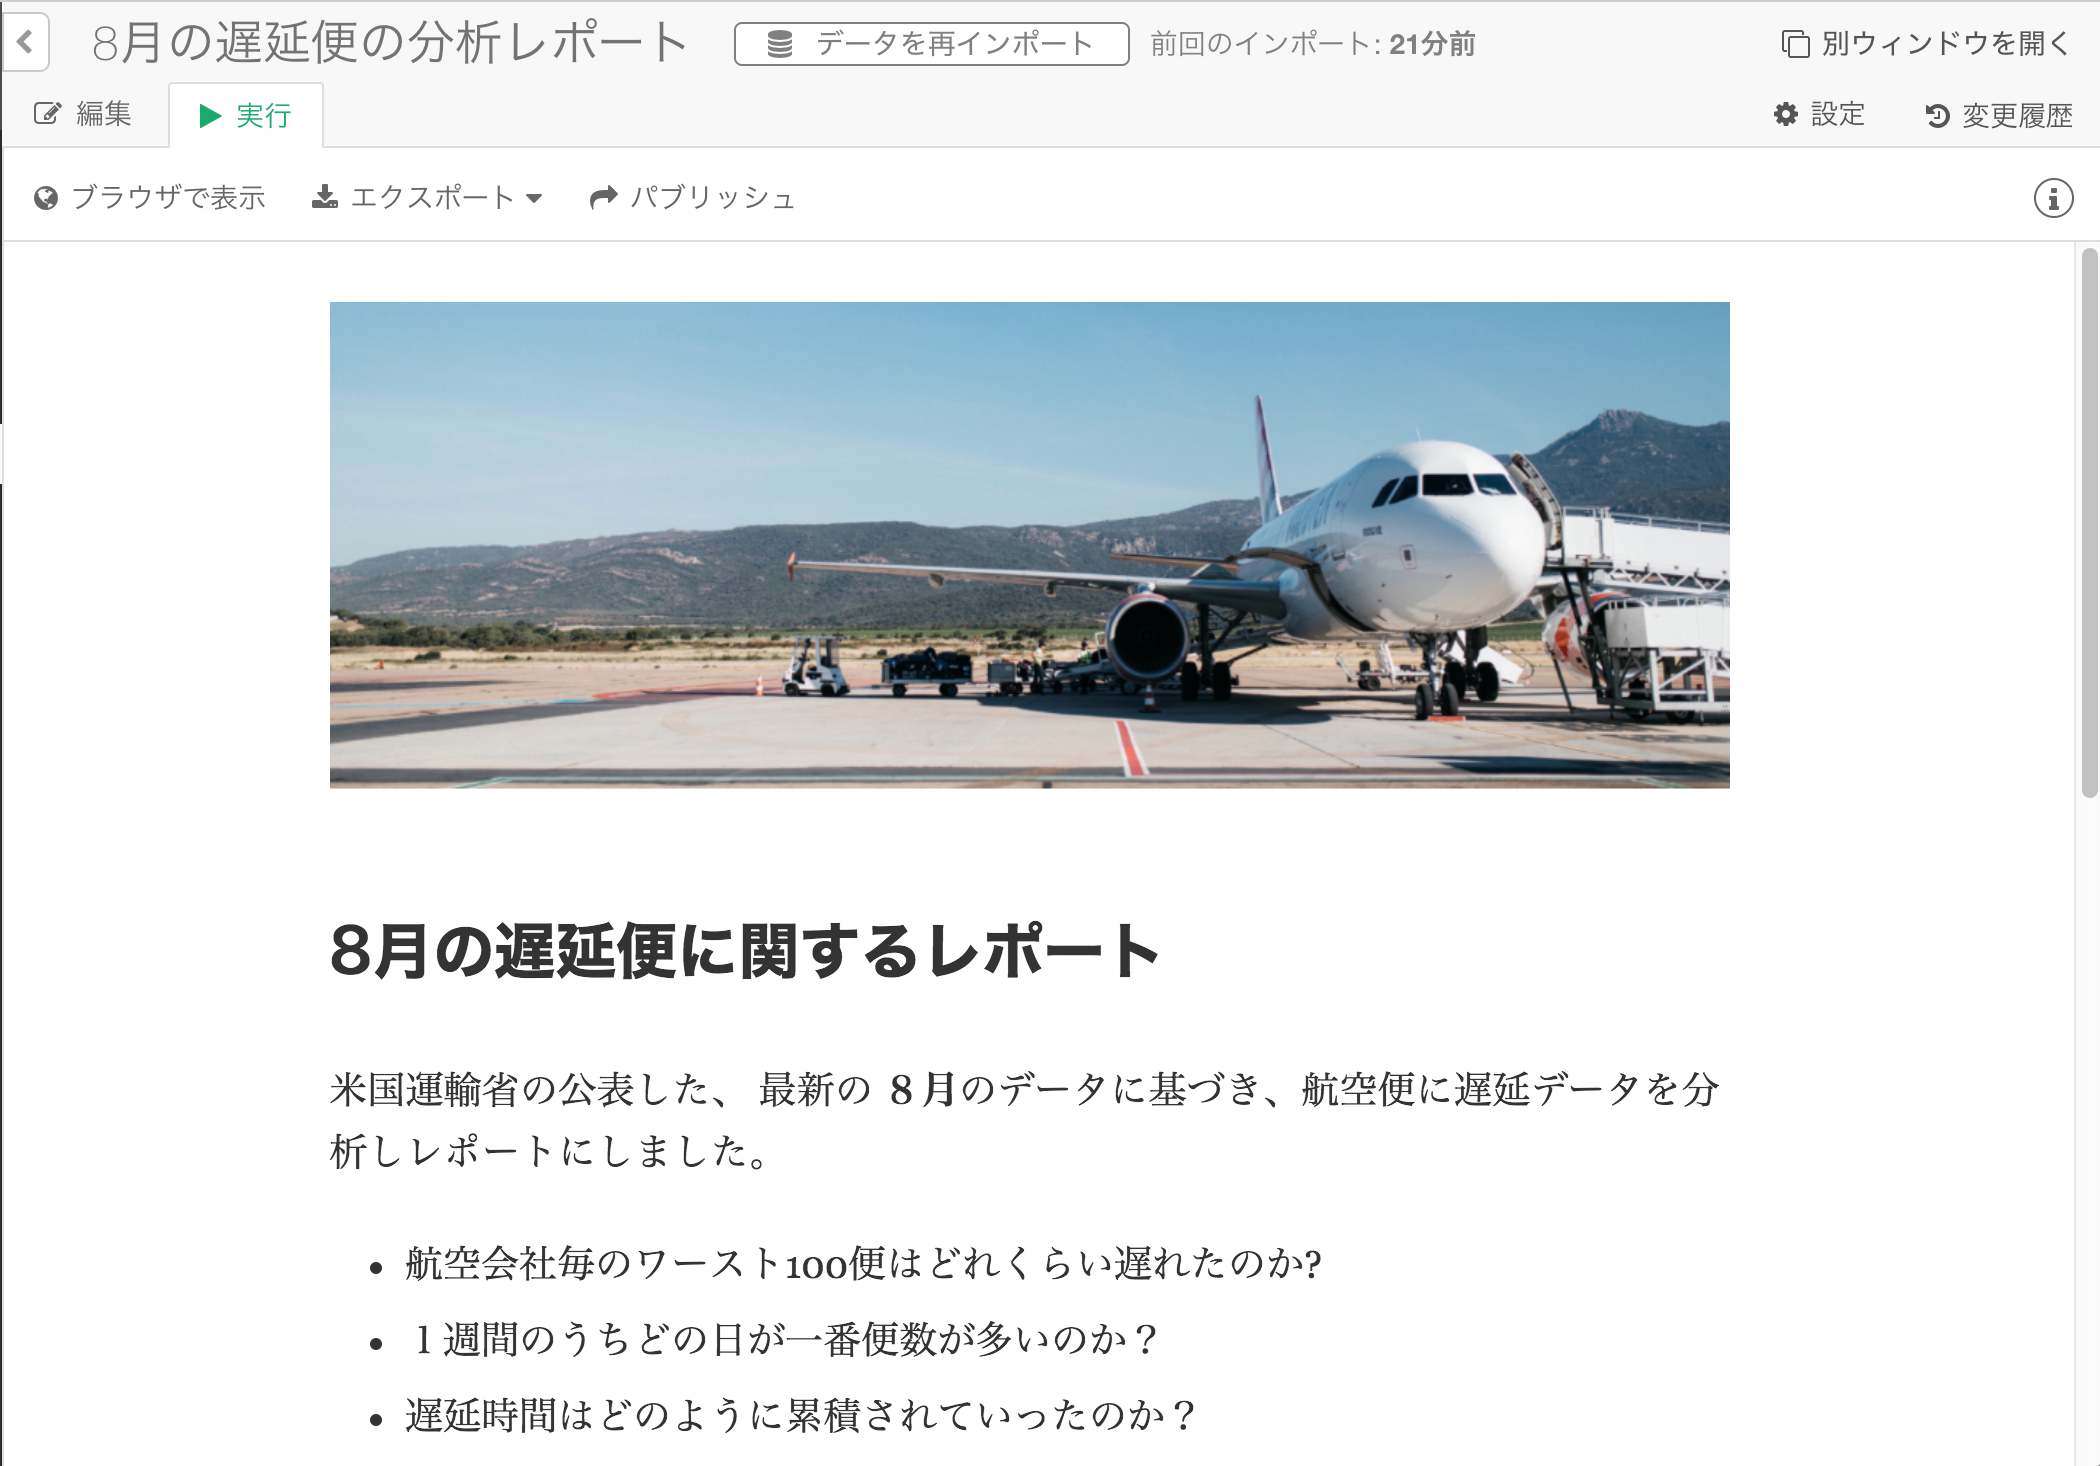 8月の遅延便の分析レポート
データを再インポート
前回のインポート: 21分前
別ウィンドウを開く
編集
実行
設定
変更履歴
ブラウザで表示
エクスポート
パブリッシュ
8月の遅延便に関するレポート
米国運輸省の公表した、 最新の ８月のデータに基づき、航空便に遅延データを分
析しレポートにしました。
• 航空会社毎のワースト100便はどれくらい遅れたのか?
• １週間のうちどの日が一番便数が多いのか？
• 遅延時間はどのように累積されていったのか？